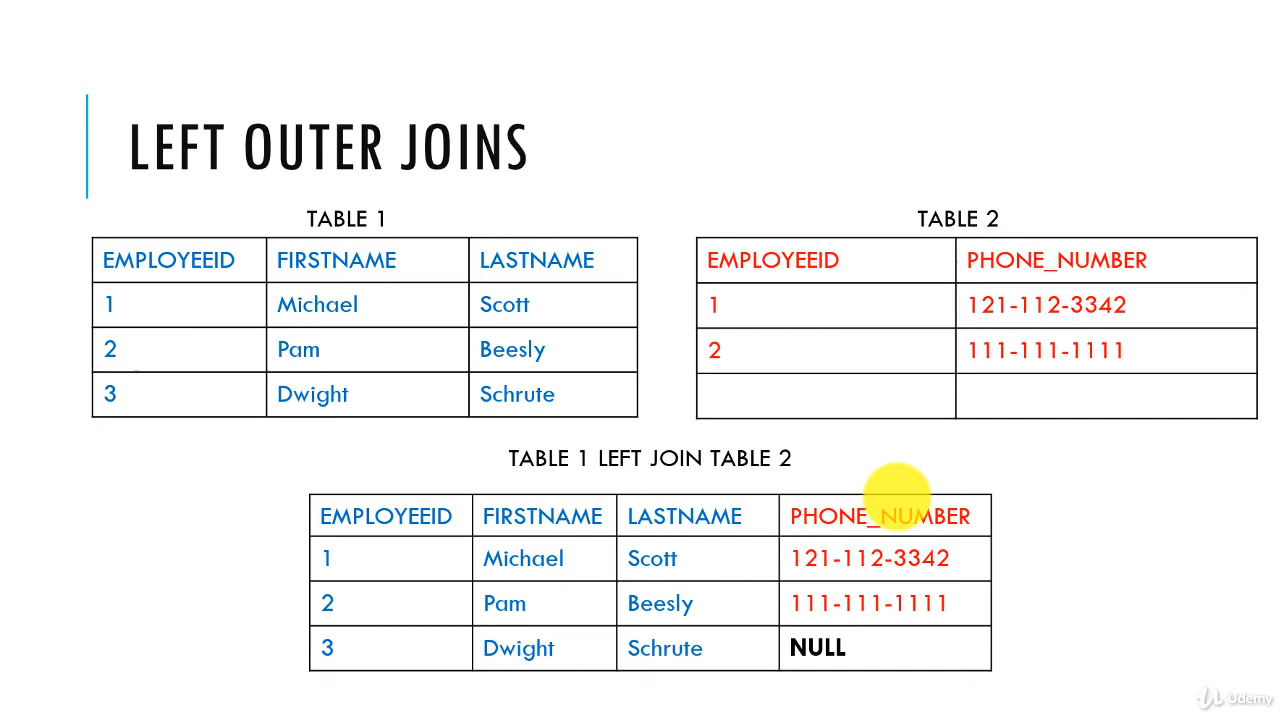 LEFT OUTER JOINS
TABLE 1
EMPLOYEEID FIRSTNAME LASTNAME
1 Michael Scott
2 Pam Beesly
3 Dwight Schrute
TABLE 2
EMPLOYEEID PHONE_NUMBER
1 121-112-3342
2 111-111-1111
TABLE 1 LEFT JOIN TABLE 2
EMPLOYEEID FIRSTNAME LASTNAME PHONE_NUMBER
1 Michael Scott 121-112-3342
2 Pam Beesly 111-111-1111
3 Dwight Schrute NULL
Udemy